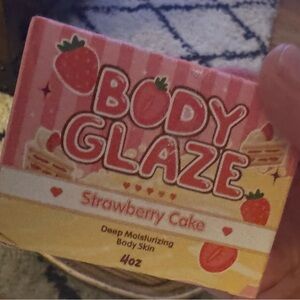 BODY
GLAZE
Strawberry Cake
Deep Moisturizing
Body Skin
4oz